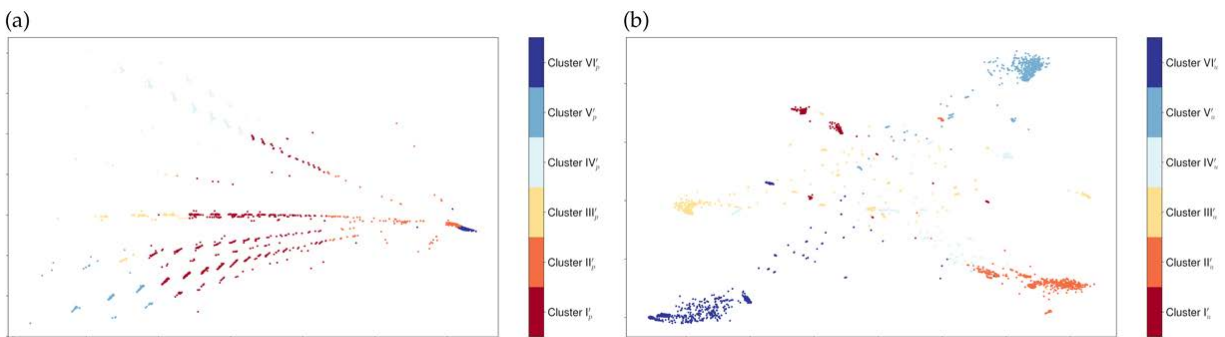 (a)
Cluster VI′ₚ
Cluster V′ₚ
Cluster IV′ₚ
Cluster III′ₚ
Cluster II′ₚ
Cluster I′ₚ
(b)
Cluster VI′ₙ
Cluster V′ₙ
Cluster IV′ₙ
Cluster III′ₙ
Cluster II′ₙ
Cluster I′ₙ